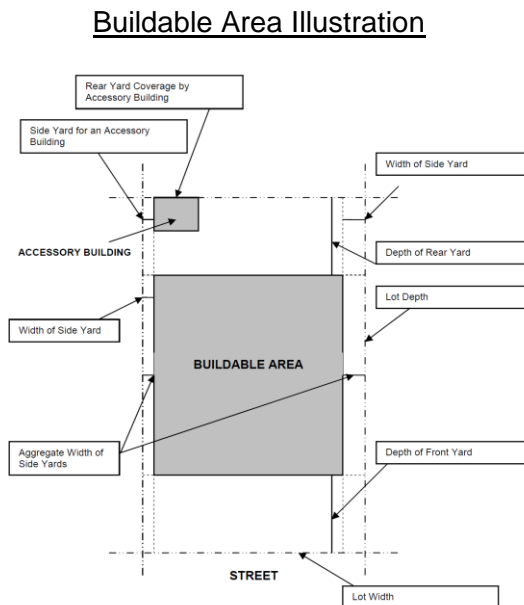 Buildable Area Illustration
Rear Yard Coverage by
Accessory Building
Side Yard for an Accessory
Building
Width of Side Yard
ACCESSORY BUILDING
Depth of Rear Yard
Lot Depth
Width of Side Yard
BUILDABLE AREA
Aggregate Width of
Side Yards
Depth of Front Yard
STREET
Lot Width